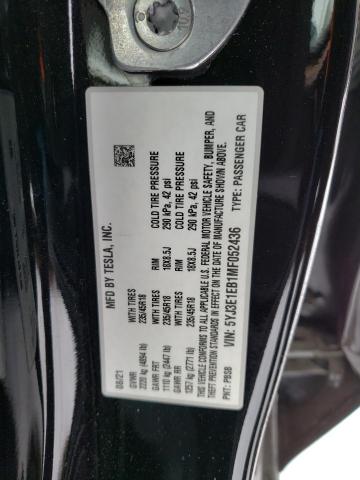 MFD BY TESLA, INC.
08/21
GVWR
2220 kg (4894 lb)
GAWR FRT WITH TIRES RIM COLD TIRE PRESSURE
1110 kg (2447 lb) 235/45R18 18X8.5J 290 kPa, 42 psi
GAWR RR WITH TIRES RIM COLD TIRE PRESSURE
1257 kg (2771 lb) 235/45R18 18X8.5J 290 kPa, 42 psi
THIS VEHICLE CONFORMS TO ALL APPLICABLE U.S. FEDERAL MOTOR VEHICLE SAFETY, BUMPER, AND
THEFT PREVENTION STANDARDS IN EFFECT ON THE DATE OF MANUFACTURE SHOWN ABOVE.
PNT: PBSB VIN: 5YJ3E1EB1MF052436 TYPE: PASSENGER CAR